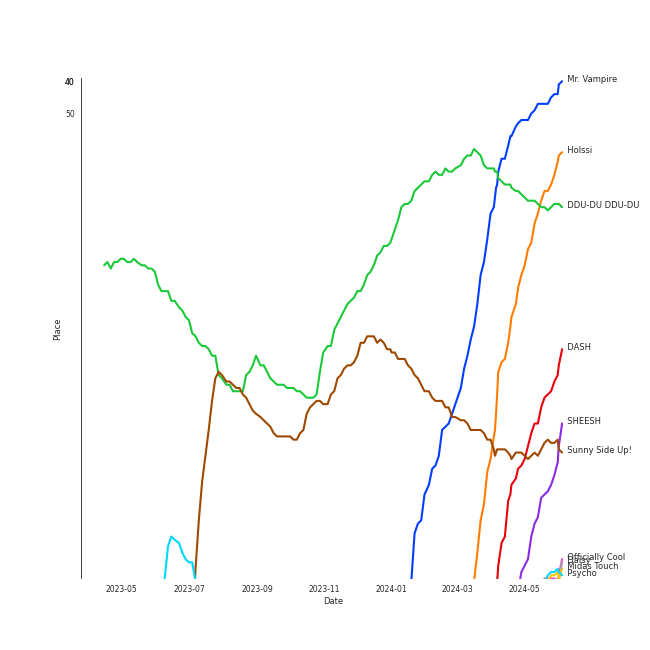 40
50
Place
Mr. Vampire
Holssi
DDU-DU DDU-DU
DASH
SHEESH
Sunny Side Up!
Officially Cool
Midas Touch
Psycho
2023-05
2023-07
2023-09
2023-11
2024-01
2024-03
2024-05
Date